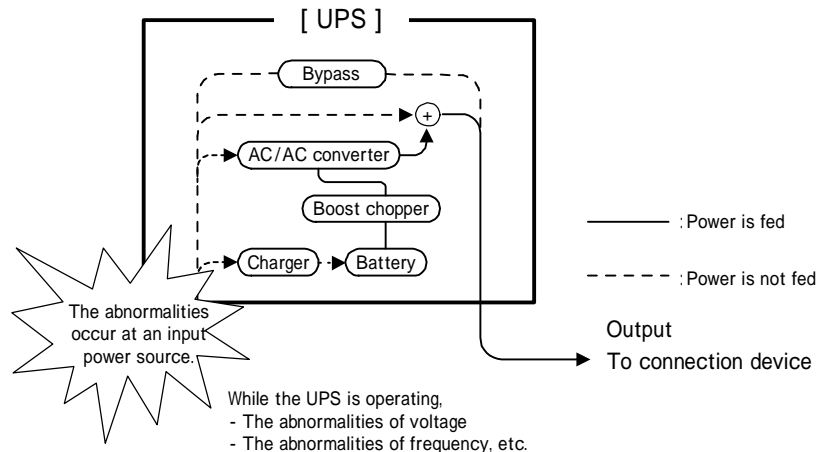 [ UPS ]
Bypass
+
AC/AC converter
Boost chopper
Charger
Battery
: Power is fed
: Power is not fed
The abnormalities
occur at an input
power source.
Output
To connection device
While the UPS is operating,
- The abnormalities of voltage
- The abnormalities of frequency, etc.